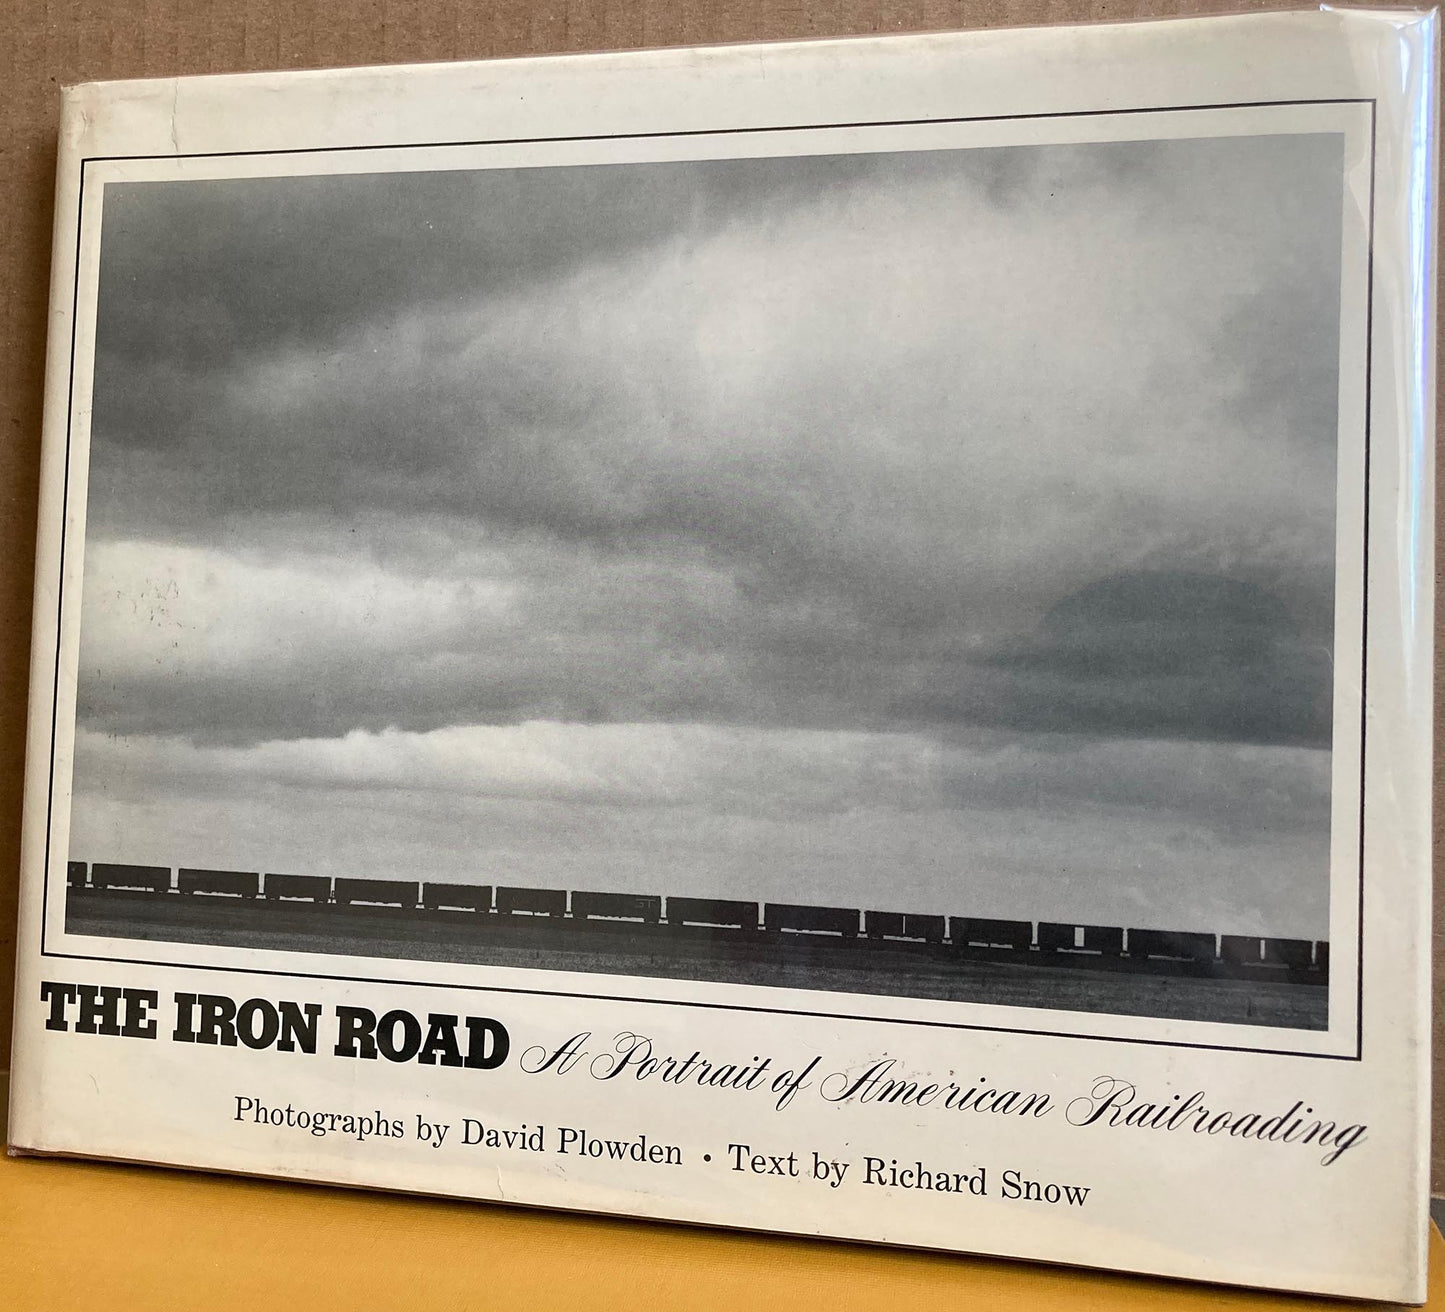 THE IRON ROAD A Portrait of American Railroading
Photographs by David Plowden • Text by Richard Snow